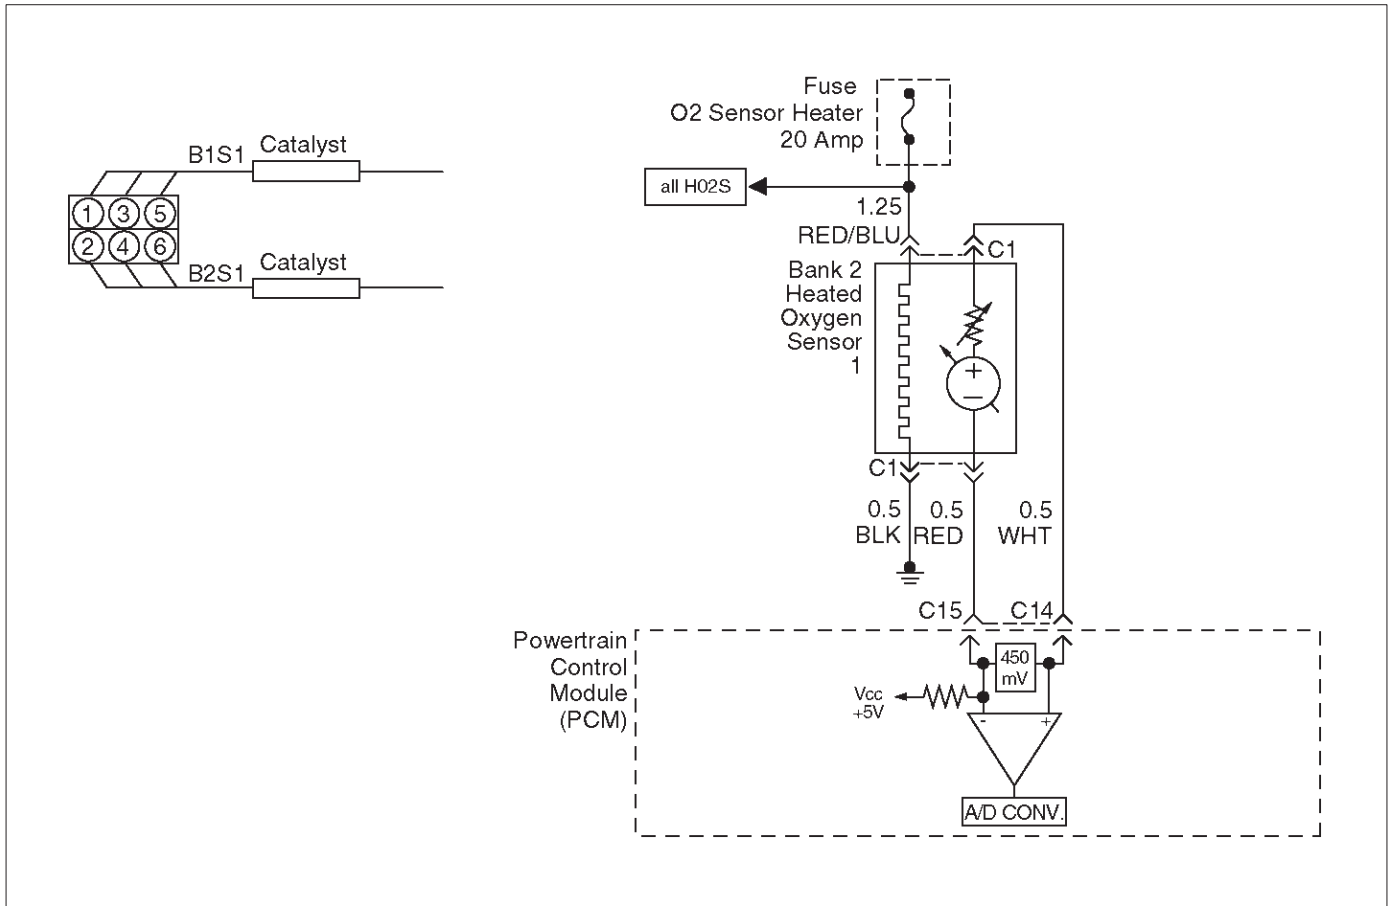 Fuse
O2 Sensor Heater
20 Amp
B1S1
Catalyst
all H02S
1 3 5
2 4 6
1.25
RED/BLU
C1
B2S1
Catalyst
Bank 2
Heated
Oxygen
Sensor
1
+
−
C1
0.5
BLK
0.5
RED
0.5
WHT
C15
C14
Powertrain
Control
Module
(PCM)
450
mV
Vcc
+5V
- +
A/D CONV.